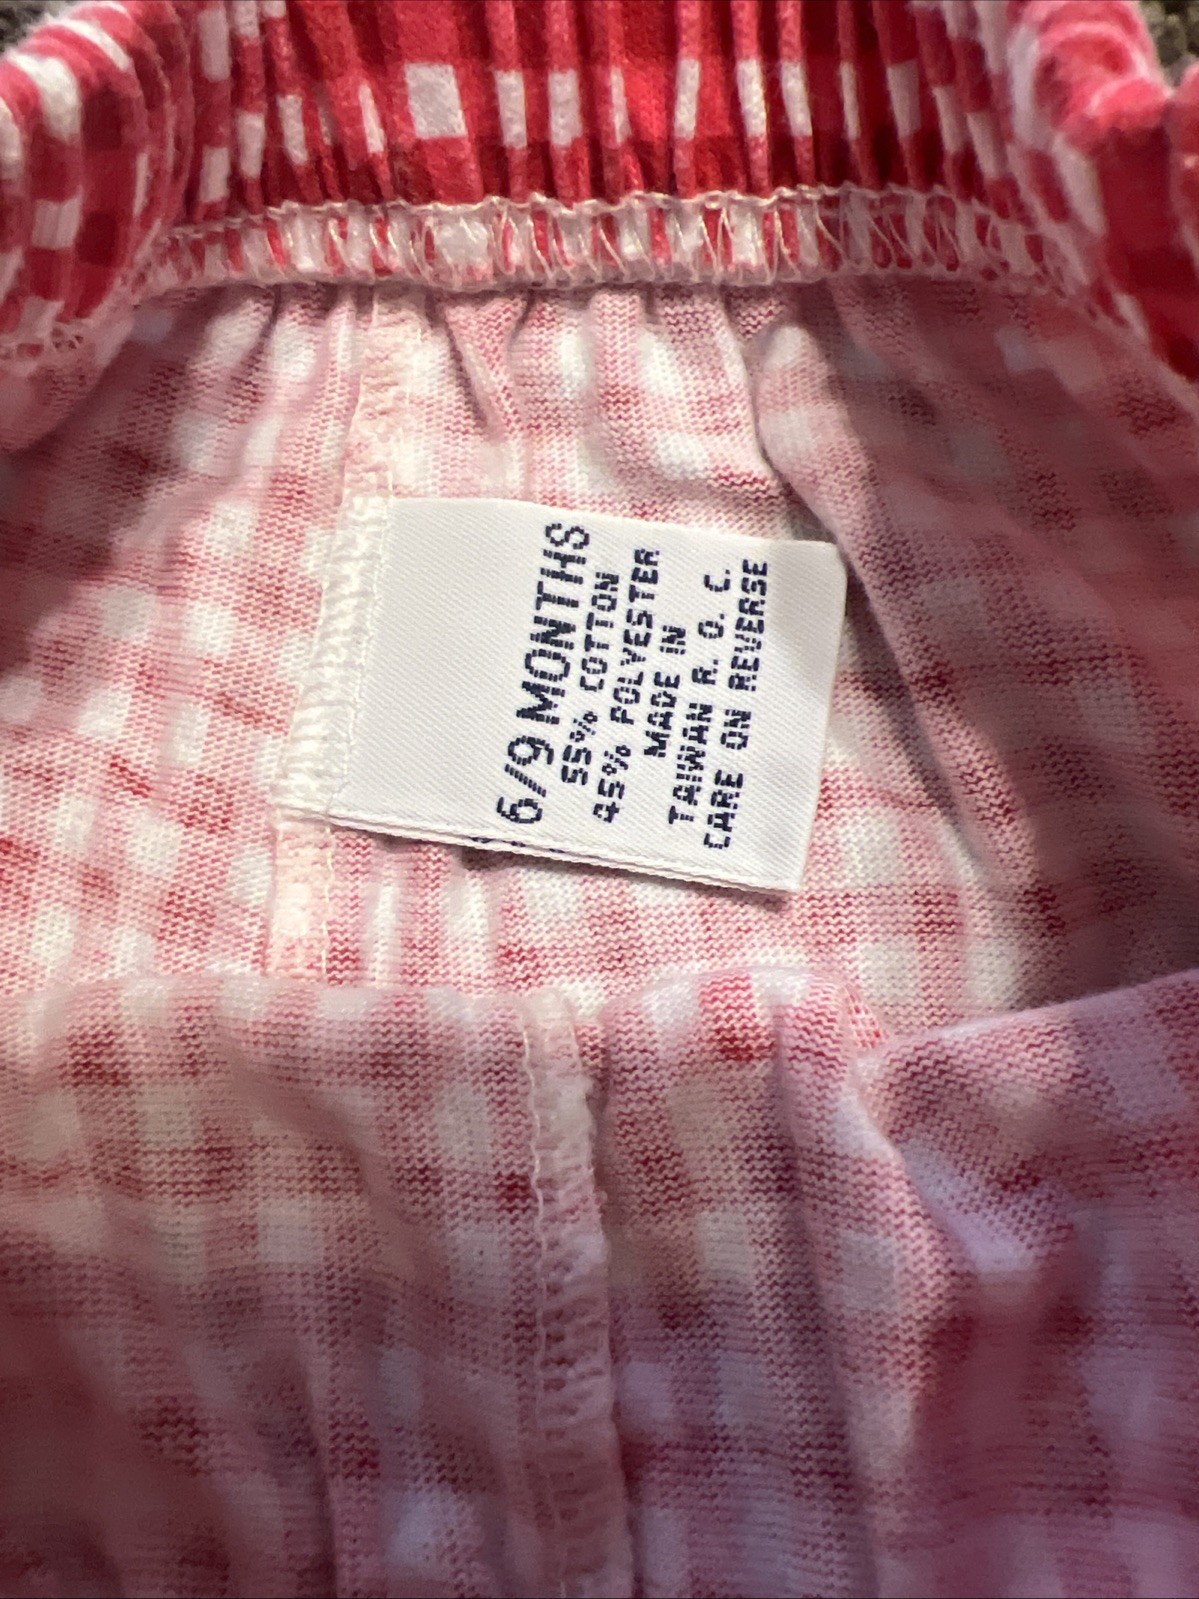 6/9 MONTHS
55% COTTON
45% POLYESTER
MADE IN
TAIWAN R. O. C.
CARE ON REVERSE